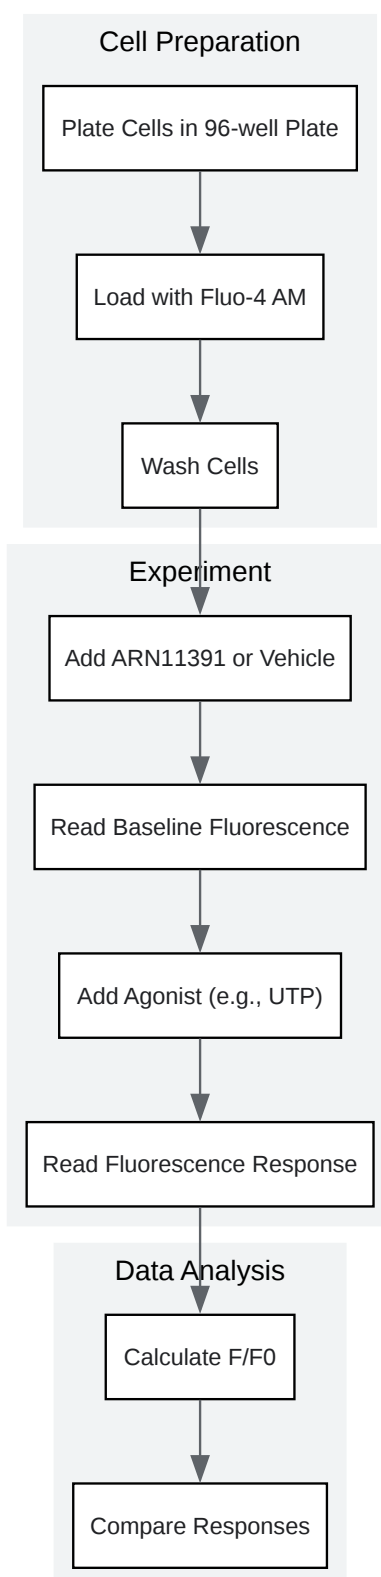 Cell Preparation
Plate Cells in 96-well Plate
Load with Fluo-4 AM
Wash Cells
Experiment
Add ARN11391 or Vehicle
Read Baseline Fluorescence
Add Agonist (e.g., UTP)
Read Fluorescence Response
Data Analysis
Calculate F/F0
Compare Responses